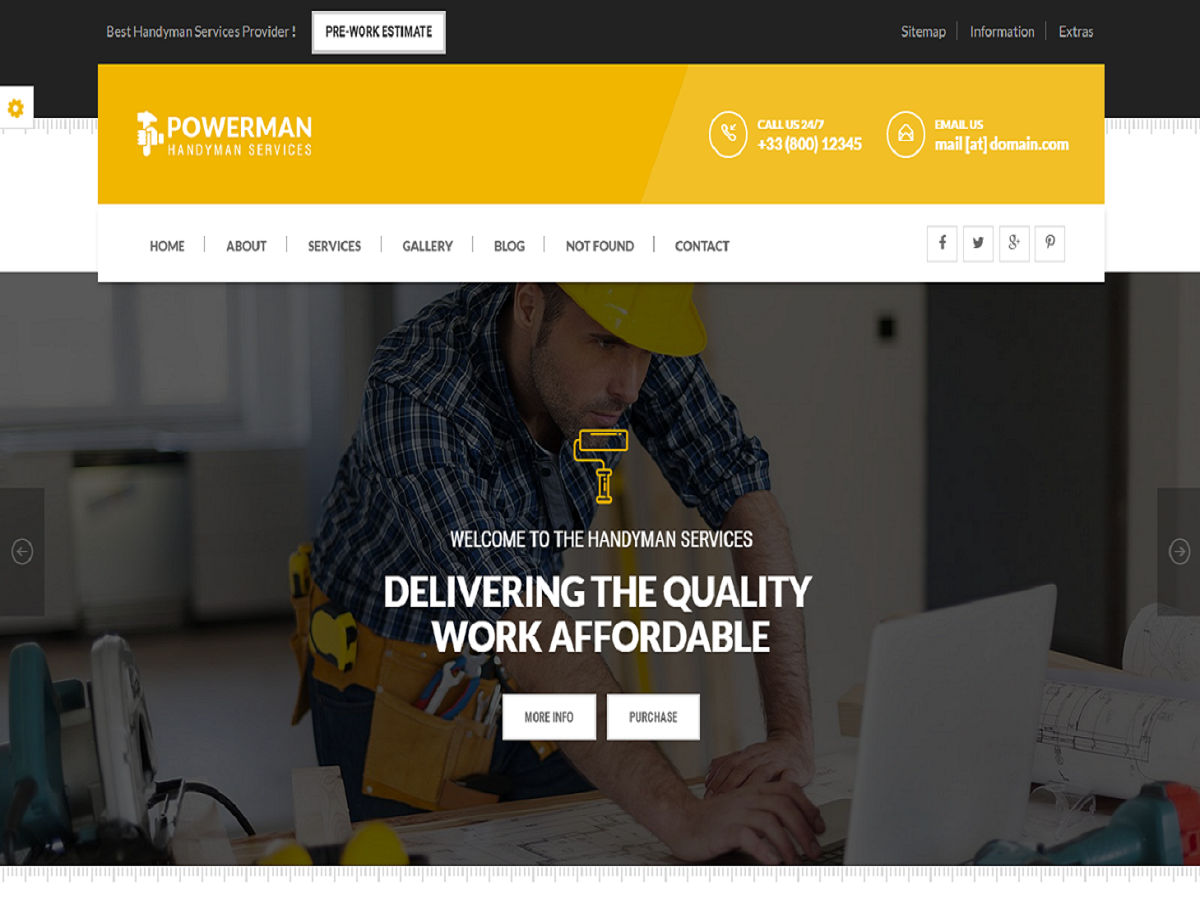 Best Handyman Services Provider !
PRE-WORK ESTIMATE
Sitemap
Information
Extras
POWERMAN
HANDYMAN SERVICES
CALL US 24/7
+33 (800) 12345
EMAIL US
mail [at] domain.com
HOME
ABOUT
SERVICES
GALLERY
BLOG
NOT FOUND
CONTACT
WELCOME TO THE HANDYMAN SERVICES
DELIVERING THE QUALITY
WORK AFFORDABLE
MORE INFO
PURCHASE